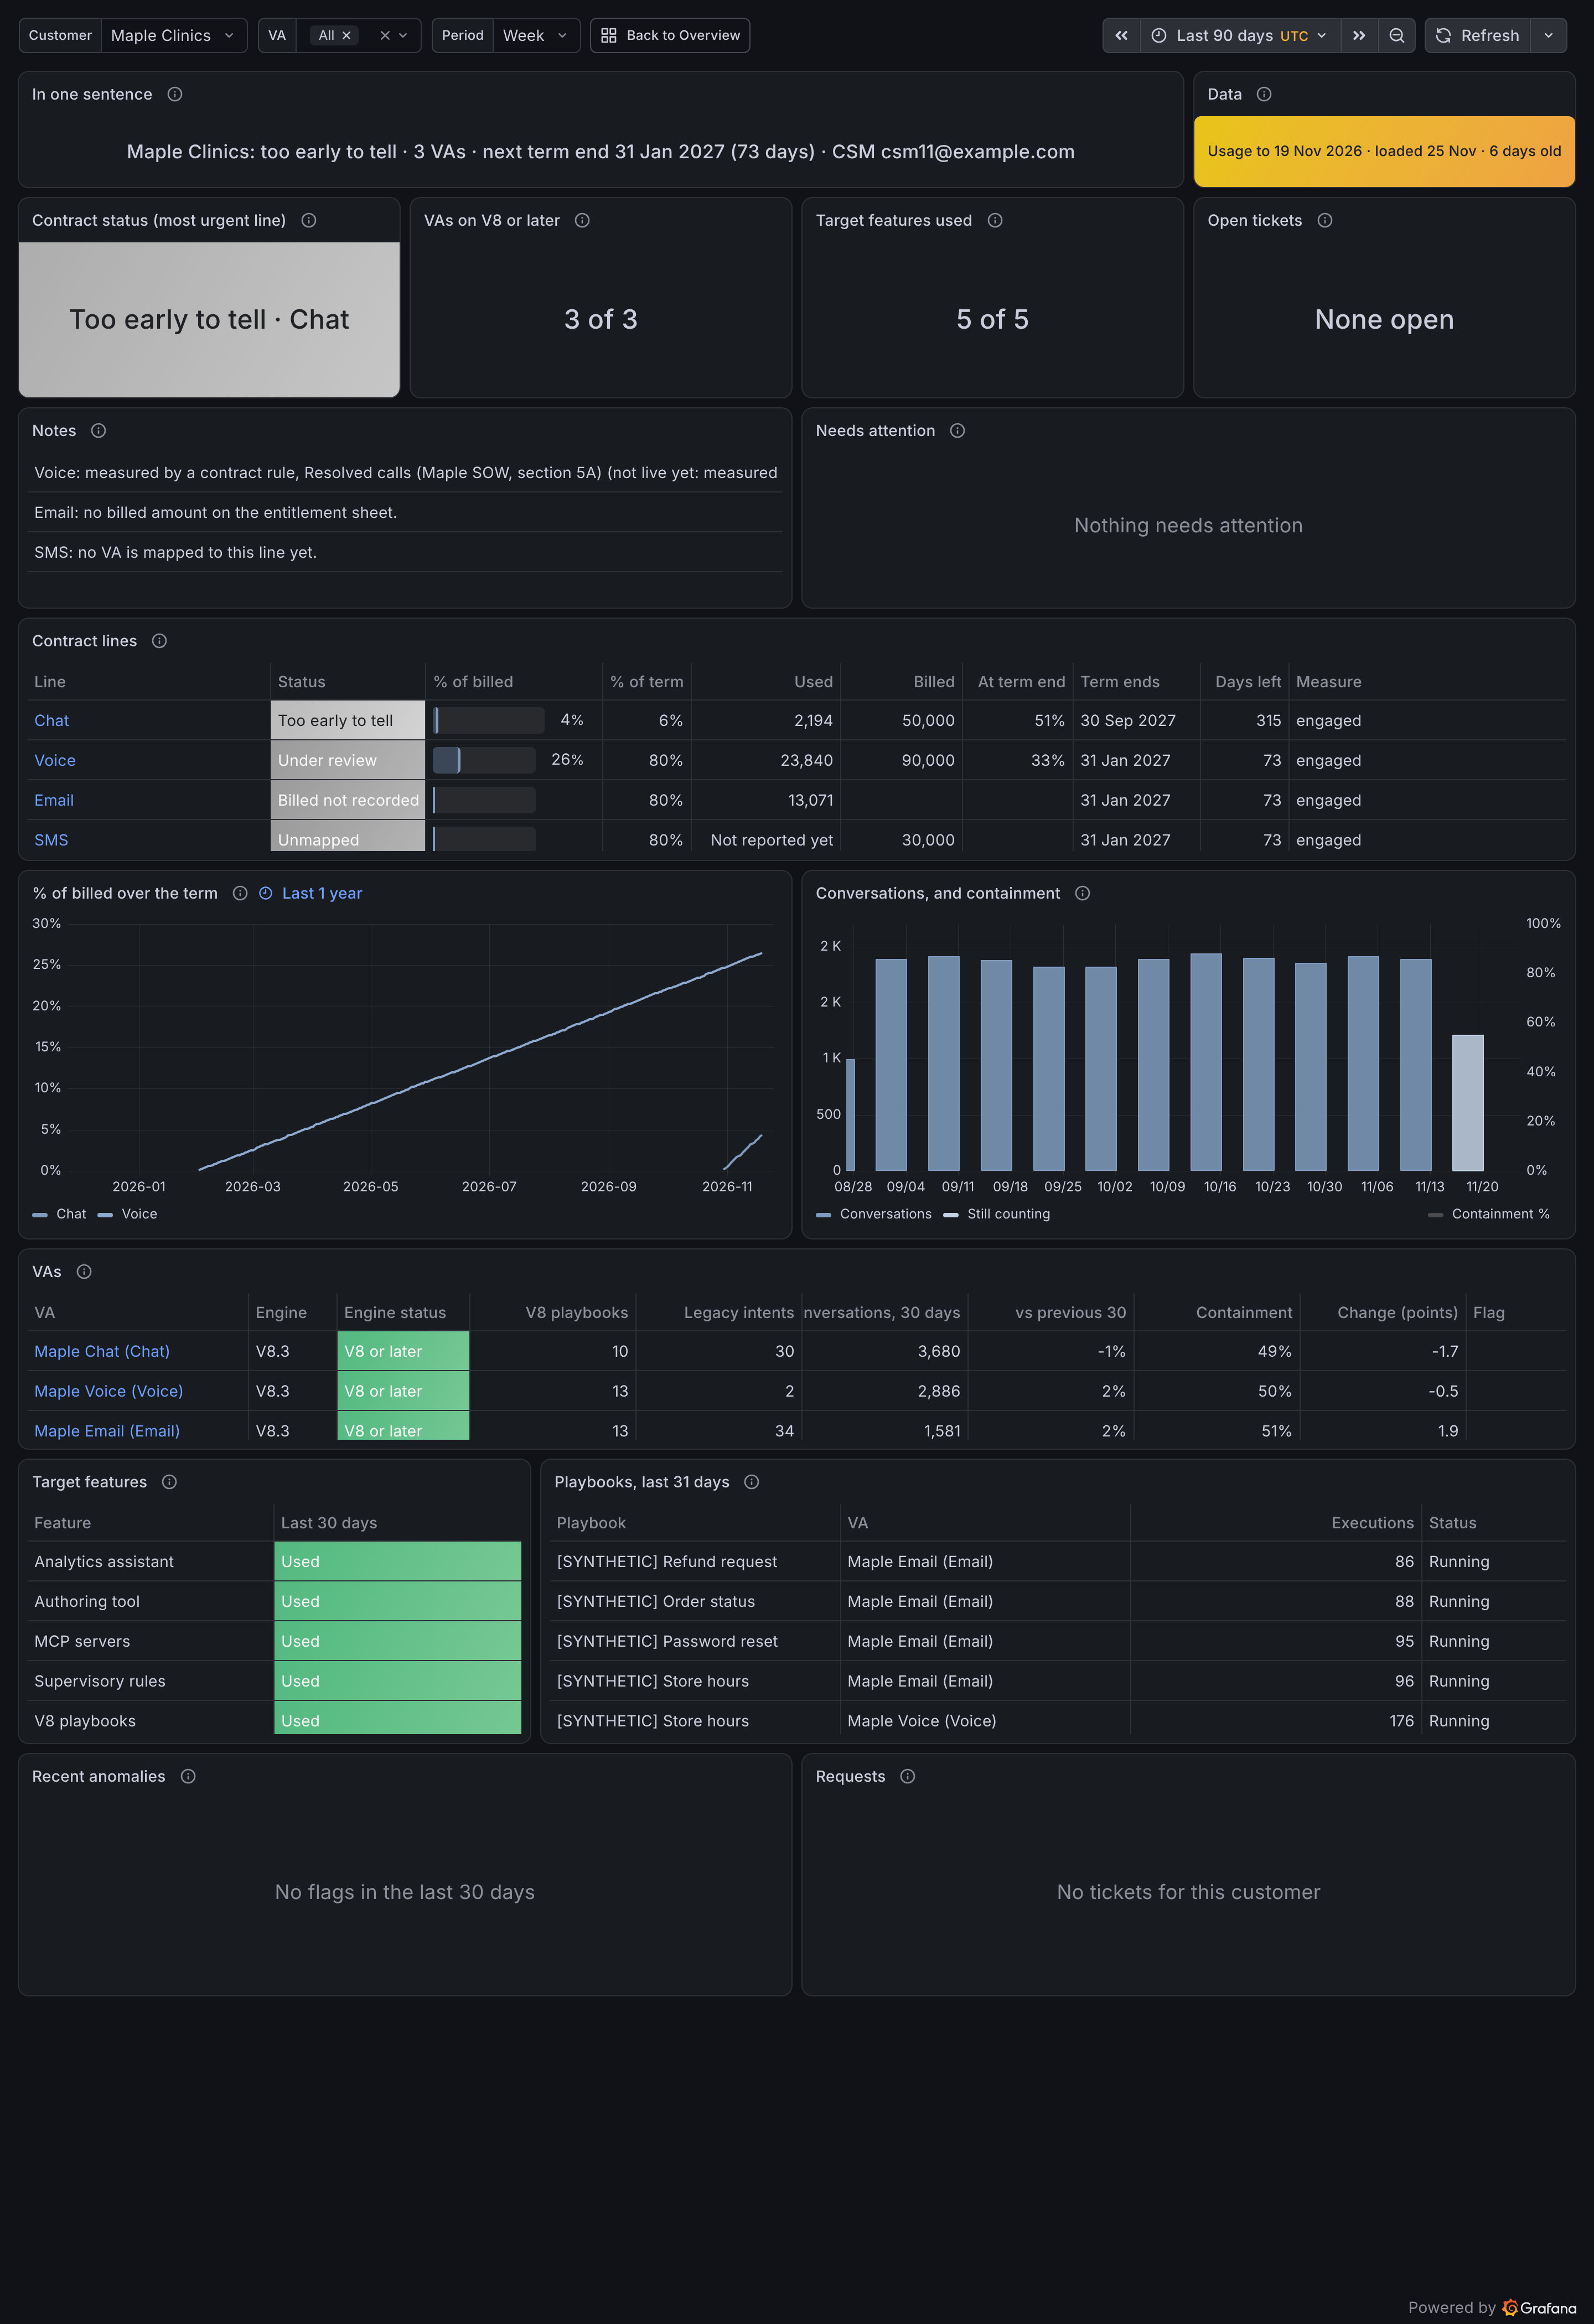 Customer Maple Clinics VA All Period Week Back to Overview Last 90 days UTC Refresh
In one sentence
Maple Clinics: too early to tell · 3 VAs · next term end 31 Jan 2027 (73 days) · CSM csm11@example.com
Data
Usage to 19 Nov 2026 · loaded 25 Nov · 6 days old
Contract status (most urgent line)
Too early to tell · Chat
VAs on V8 or later
3 of 3
Target features used
5 of 5
Open tickets
None open
Notes
Voice: measured by a contract rule, Resolved calls (Maple SOW, section 5A) (not live yet: measured
Email: no billed amount on the entitlement sheet.
SMS: no VA is mapped to this line yet.
Needs attention
Nothing needs attention
Contract lines
Line Status % of billed % of term Used Billed At term end Term ends Days left Measure
Chat Too early to tell 4% 6% 2,194 50,000 51% 30 Sep 2027 315 engaged
Voice Under review 26% 80% 23,840 90,000 33% 31 Jan 2027 73 engaged
Email Billed not recorded 80% 13,071 31 Jan 2027 73 engaged
SMS Unmapped 80% Not reported yet 30,000 31 Jan 2027 73 engaged
% of billed over the term Last 1 year
30%
25%
20%
15%
10%
5%
0%
2026-01 2026-03 2026-05 2026-07 2026-09 2026-11
Chat Voice
Conversations, and containment
2 K
2 K
1 K
500
0
100%
80%
60%
40%
20%
0%
08/28 09/04 09/11 09/18 09/25 10/02 10/09 10/16 10/23 10/30 11/06 11/13 11/20
Conversations Still counting Containment %
VAs
VA Engine Engine status V8 playbooks Legacy intents nversations, 30 days vs previous 30 Containment Change (points) Flag
Maple Chat (Chat) V8.3 V8 or later 10 30 3,680 -1% 49% -1.7
Maple Voice (Voice) V8.3 V8 or later 13 2 2,886 2% 50% -0.5
Maple Email (Email) V8.3 V8 or later 13 34 1,581 2% 51% 1.9
Target features
Feature Last 30 days
Analytics assistant Used
Authoring tool Used
MCP servers Used
Supervisory rules Used
V8 playbooks Used
Playbooks, last 31 days
Playbook VA Executions Status
[SYNTHETIC] Refund request Maple Email (Email) 86 Running
[SYNTHETIC] Order status Maple Email (Email) 88 Running
[SYNTHETIC] Password reset Maple Email (Email) 95 Running
[SYNTHETIC] Store hours Maple Email (Email) 96 Running
[SYNTHETIC] Store hours Maple Voice (Voice) 176 Running
Recent anomalies
No flags in the last 30 days
Requests
No tickets for this customer
Powered by Grafana